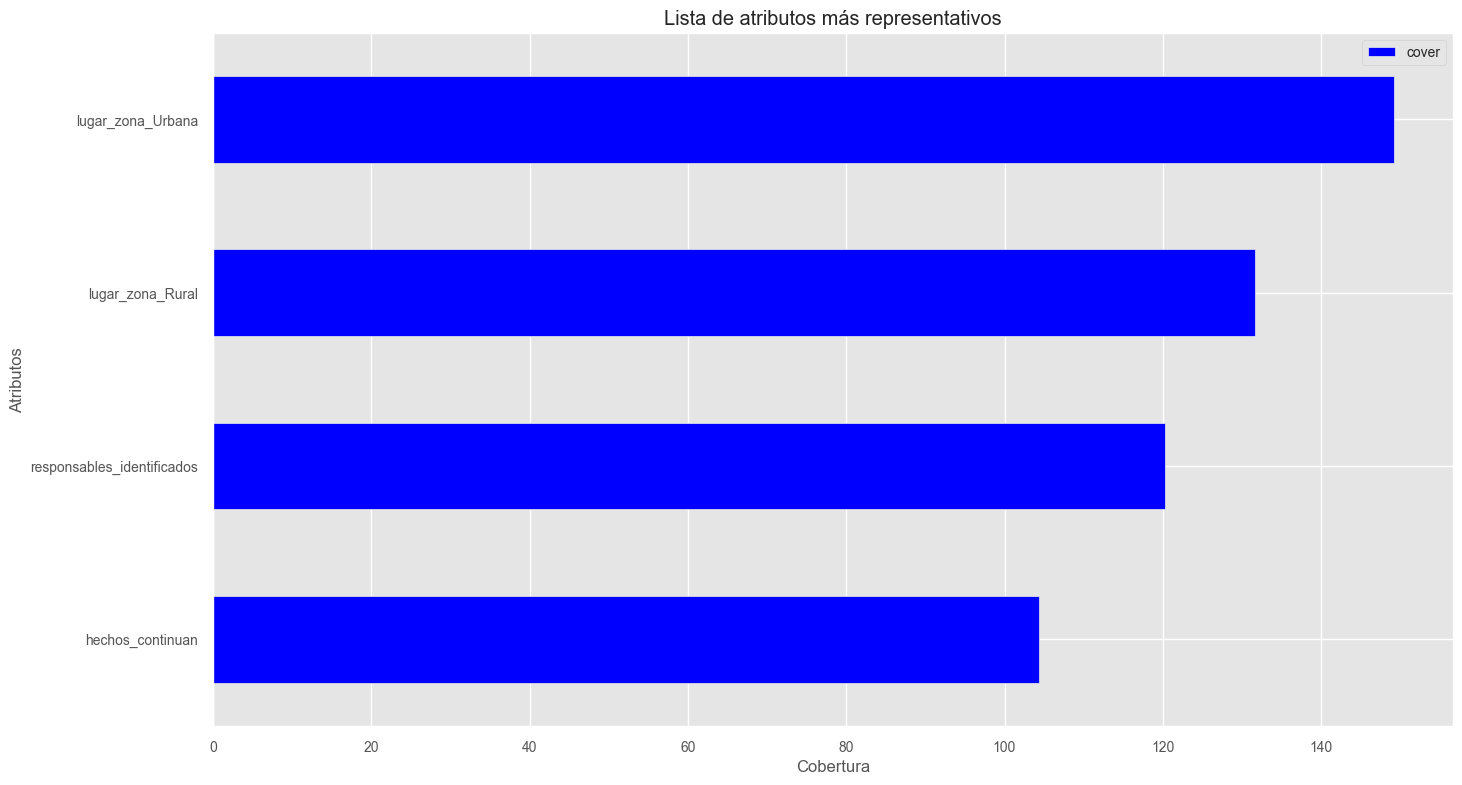 Lista de atributos más representativos
cover
Atributos
lugar_zona_Urbana
lugar_zona_Rural
responsables_identificados
hechos_continuan
0 20 40 60 80 100 120 140
Cobertura